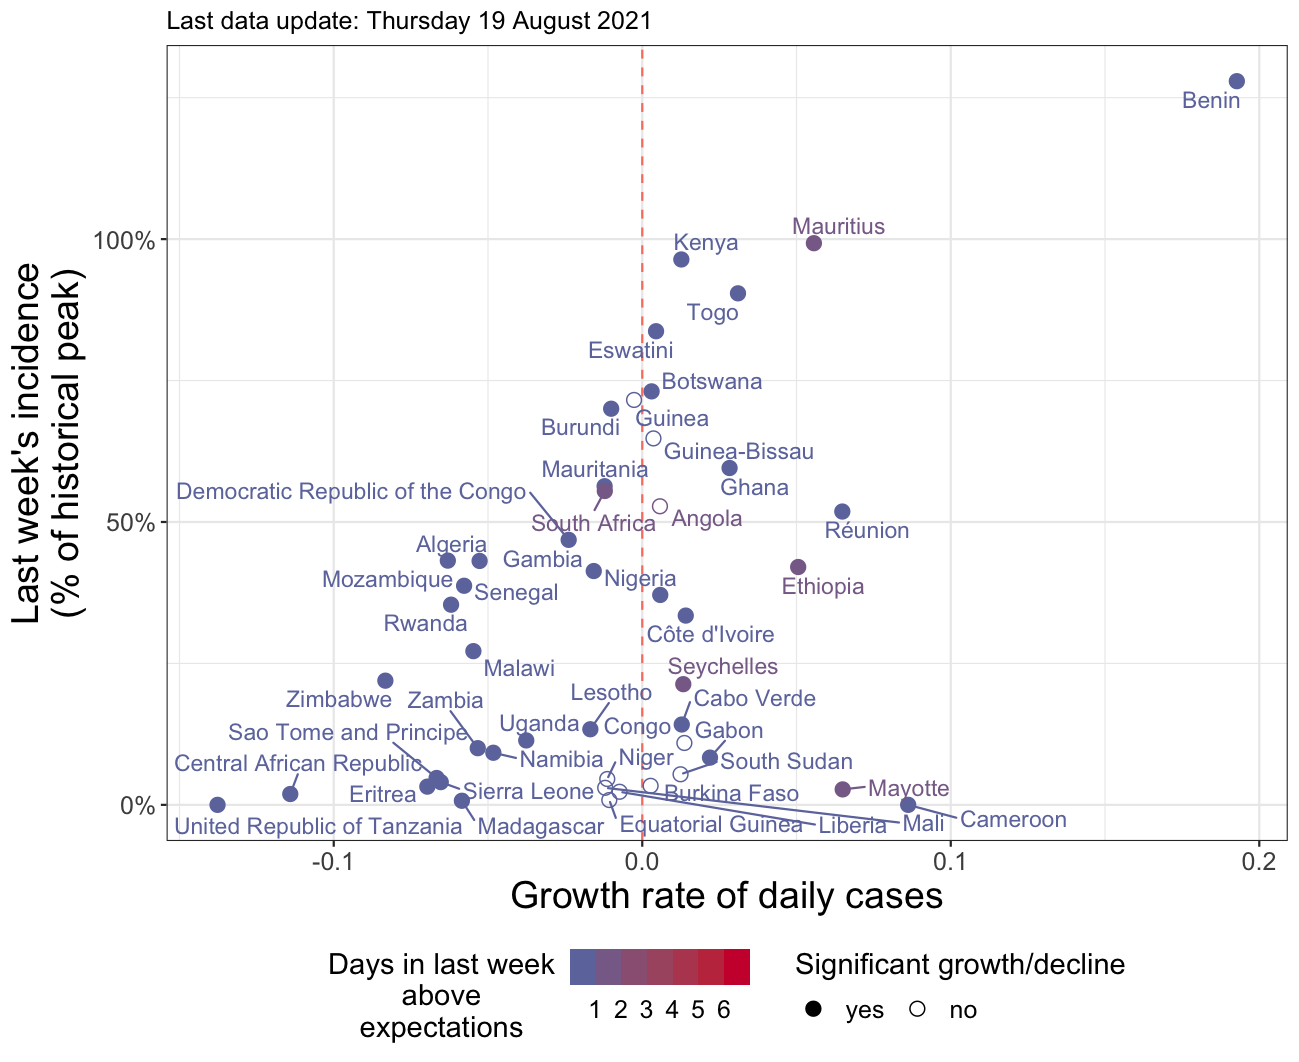 Last data update: Thursday 19 August 2021
Last week's incidence
(% of historical peak)
100%
50%
0%
Benin
Mauritius
Kenya
Togo
Eswatini
Botswana
Guinea
Burundi
Guinea-Bissau
Mauritania
Ghana
Democratic Republic of the Congo
South Africa
Angola
Réunion
Algeria
Gambia
Mozambique
Nigeria
Ethiopia
Senegal
Rwanda
Côte d'Ivoire
Malawi
Seychelles
Zimbabwe
Zambia
Lesotho
Cabo Verde
Sao Tome and Principe
Uganda
Congo
Gabon
Central African Republic
Namibia
Niger
South Sudan
Eritrea
Sierra Leone
Burkina Faso
Mayotte
United Republic of Tanzania
Madagascar
Equatorial Guinea
Liberia
Mali
Cameroon
-0.1
0.0
0.1
0.2
Growth rate of daily cases
Days in last week
above
expectations
1 2 3 4 5 6
Significant growth/decline
yes
no